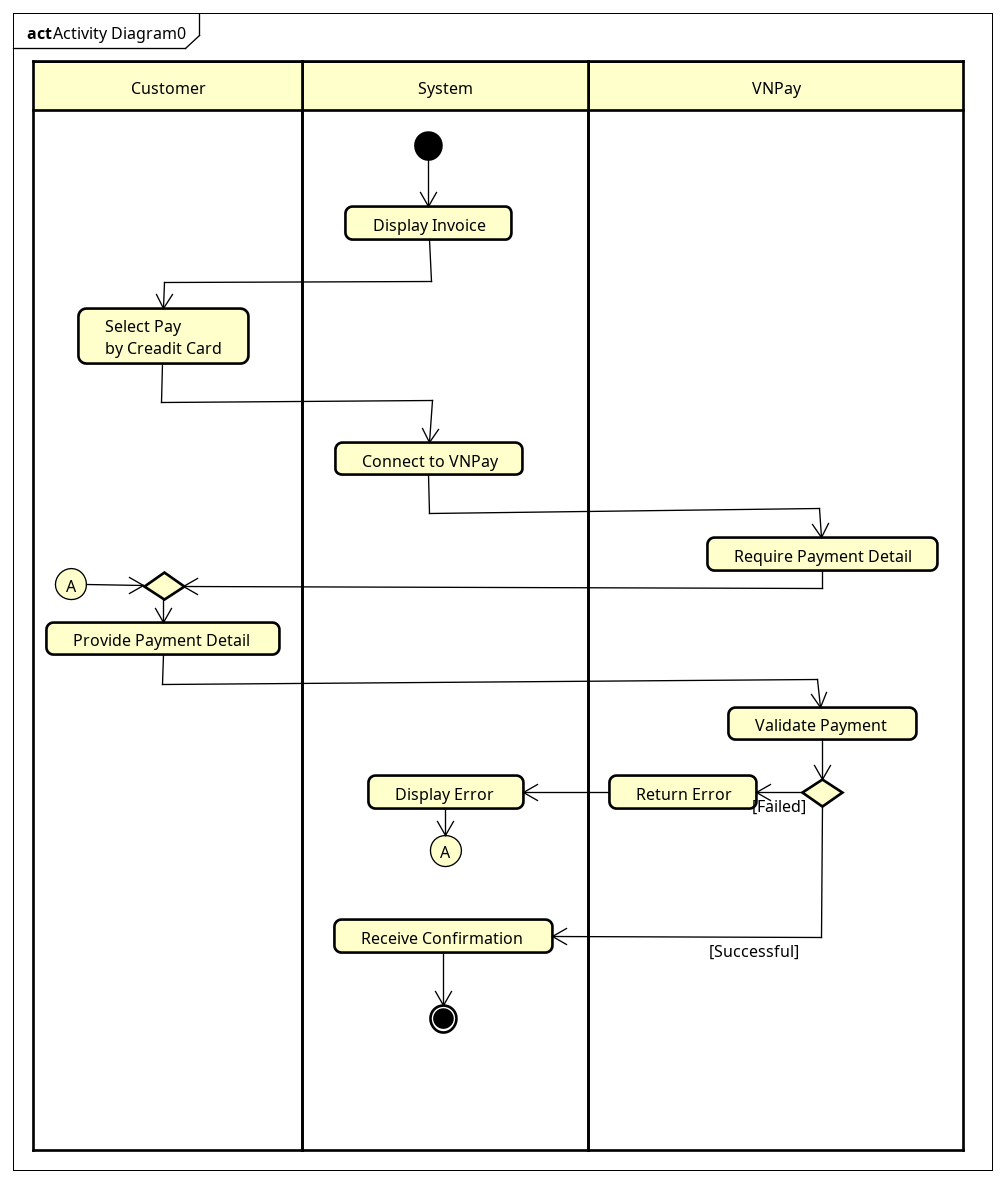 act Activity Diagram0
Customer
System
VNPay
Display Invoice
Select Pay
by Creadit Card
Connect to VNPay
Require Payment Detail
A
Provide Payment Detail
Validate Payment
Display Error
Return Error
[Failed]
A
Receive Confirmation
[Successful]